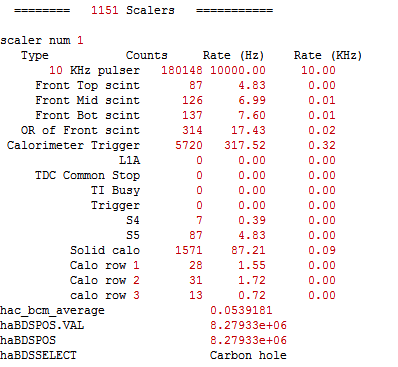 ======== 1151 Scalers ===========
scaler num 1
Type Counts Rate (Hz) Rate (KHz)
10 KHz pulser 180148 10000.00 10.00
Front Top scint 87 4.83 0.00
Front Mid scint 126 6.99 0.01
Front Bot scint 137 7.60 0.01
OR of Front scint 314 17.43 0.02
Calorimeter Trigger 5720 317.52 0.32
L1A 0 0.00 0.00
TDC Common Stop 0 0.00 0.00
TI Busy 0 0.00 0.00
Trigger 0 0.00 0.00
S4 7 0.39 0.00
S5 87 4.83 0.00
Solid calo 1571 87.21 0.09
Calo row 1 28 1.55 0.00
Calo row 2 31 1.72 0.00
calo row 3 13 0.72 0.00
hac_bcm_average 0.0539181
haBDSPOS.VAL 8.27933e+06
haBDSPOS 8.27933e+06
haBDSSELECT Carbon hole